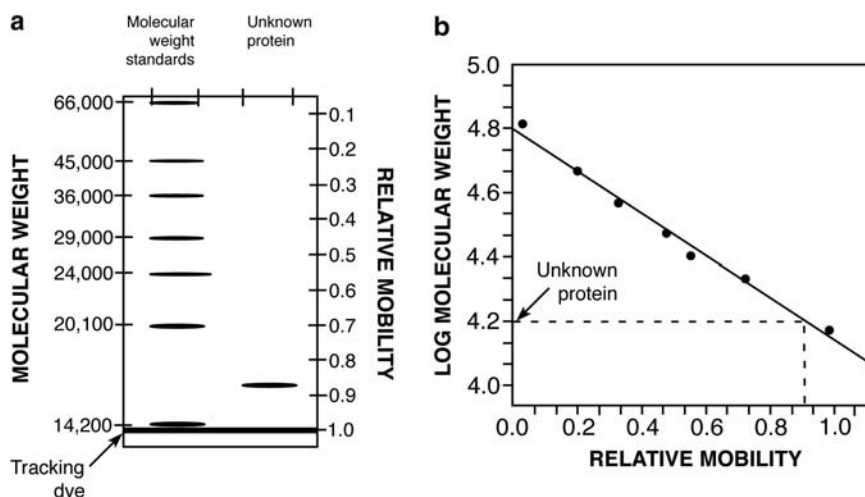 a
Molecular
weight
standards
Unknown
protein
MOLECULAR WEIGHT
66,000
45,000
36,000
29,000
24,000
20,100
14,200
0.1
0.2
0.3
0.4
0.5
0.6
0.7
0.8
0.9
1.0
RELATIVE MOBILITY
Tracking
dye
b
LOG MOLECULAR WEIGHT
5.0
4.8
4.6
4.4
4.2
4.0
Unknown
protein
0.0
0.2
0.4
0.6
0.8
1.0
RELATIVE MOBILITY